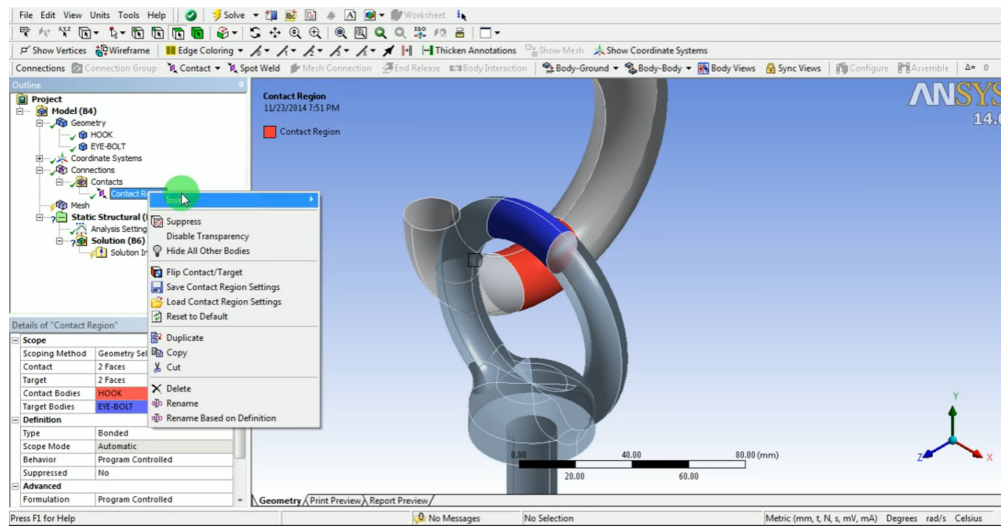 File Edit View Units Tools Help Solve Worksheet
Show Vertices Wireframe Edge Coloring Thicken Annotations Show Mesh Show Coordinate Systems
Connections Connection Group Contact Spot Weld Mesh Connection End Release Body Interaction Body-Ground Body-Body Body Views Sync Views Configure Assemble Δ= 0
Outline
Project
Model (B4)
Geometry
HOOK
EYE-BOLT
Coordinate Systems
Connections
Contacts
Contact Re
Mesh
Static Structural (
Analysis Setting
Solution (B6)
Solution In
Suppress
Disable Transparency
Hide All Other Bodies
Flip Contact/Target
Save Contact Region Settings
Load Contact Region Settings
Reset to Default
Duplicate
Copy
Cut
Delete
Rename
Rename Based on Definition
Details of "Contact Region"
Scope
Scoping Method Geometry Sel
Contact 2 Faces
Target 2 Faces
Contact Bodies HOOK
Target Bodies EYE-BOLT
Definition
Type Bonded
Scope Mode Automatic
Behavior Program Controlled
Suppressed No
Advanced
Formulation Program Controlled
Contact Region
11/23/2014 7:51 PM
Contact Region
ANSYS
14.
0.00 40.00 80.00 (mm)
20.00 60.00
Y
Z X
Geometry Print Preview Report Preview
Press F1 for Help No Messages No Selection Metric (mm, t, N, s, mV, mA) Degrees rad/s Celsius